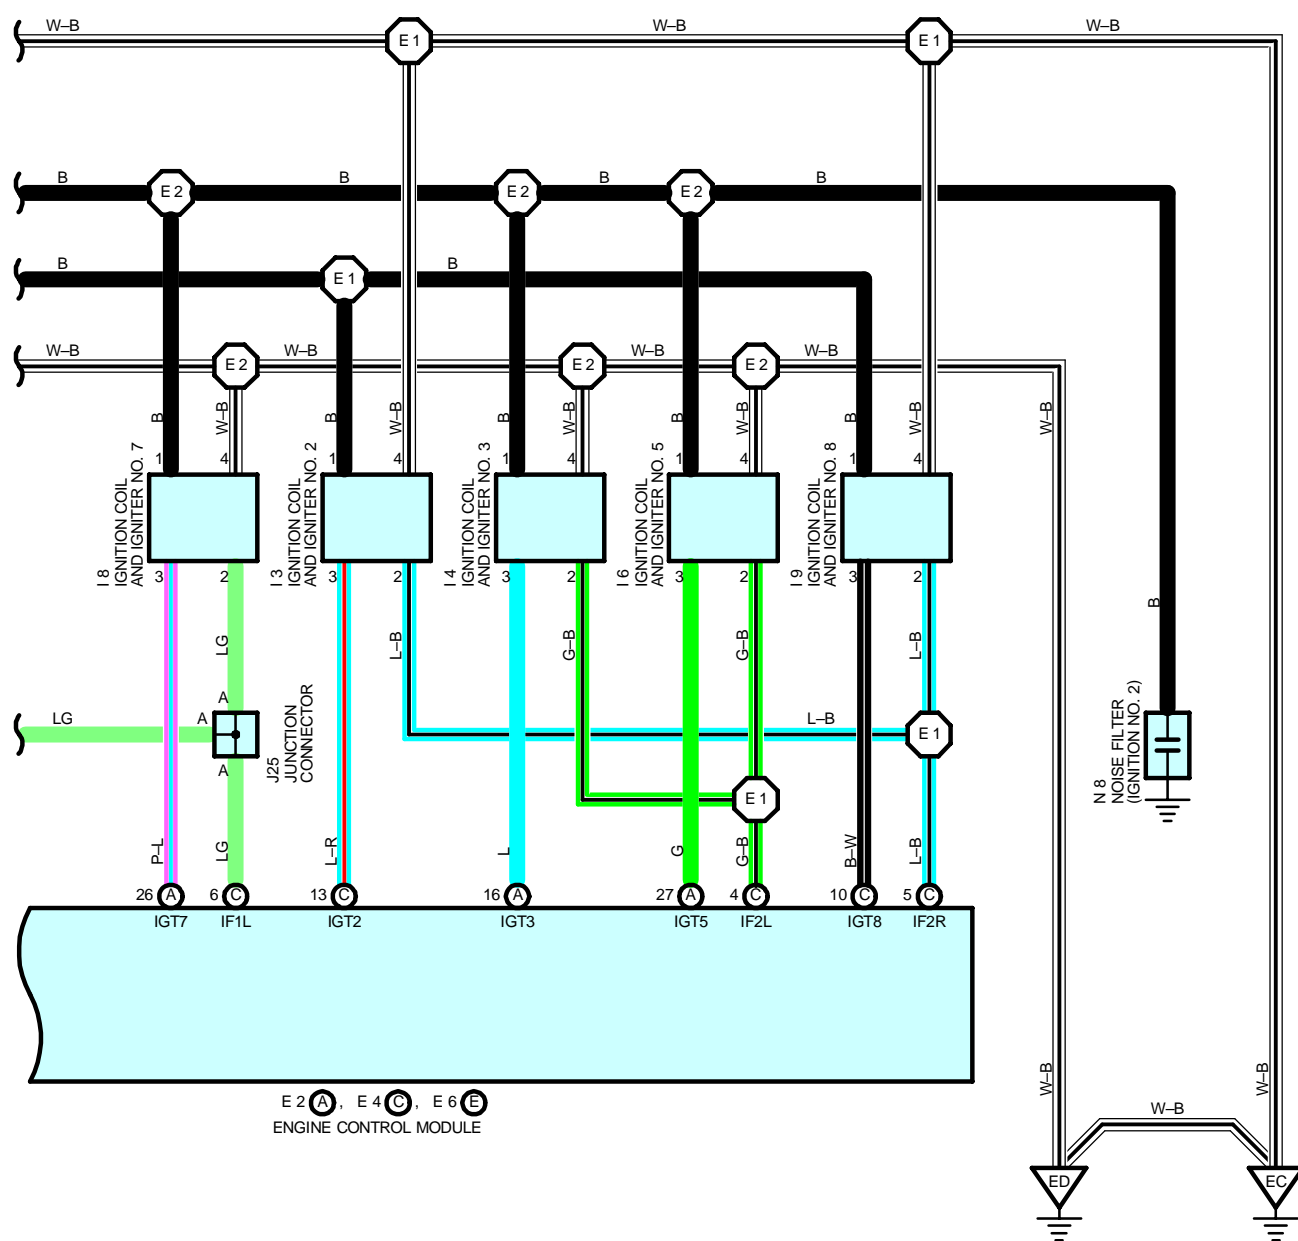 W–B W–B W–B
E 1 E 1
B B B B
E 2 E 2 E 2
B B
E 1
W–B W–B W–B W–B
E 2 E 2 E 2
B W–B B W–B B W–B B W–B B W–B W–B
1 4 1 4 1 4 1 4 1 4
I 8
IGNITION COIL
AND IGNITER NO. 7
I 3
IGNITION COIL
AND IGNITER NO. 2
I 4
IGNITION COIL
AND IGNITER NO. 3
I 6
IGNITION COIL
AND IGNITER NO. 5
I 9
IGNITION COIL
AND IGNITER NO. 8
3 2 3 2 3 2 3 2 3 2
LG L–B G–B G–B L–B B
A
LG A L–B E 1
A
J25
JUNCTION
CONNECTOR
N 8
NOISE FILTER
(IGNITION NO. 2)
E 1
P–L LG L–R L G G–B B–W L–B
26 A 6 C 13 C 16 A 27 A 4 C 10 C 5 C
IGT7 IF1L IGT2 IGT3 IGT5 IF2L IGT8 IF2R
W–B W–B
E 2 A , E 4 C , E 6 E
ENGINE CONTROL MODULE
W–B
ED EC